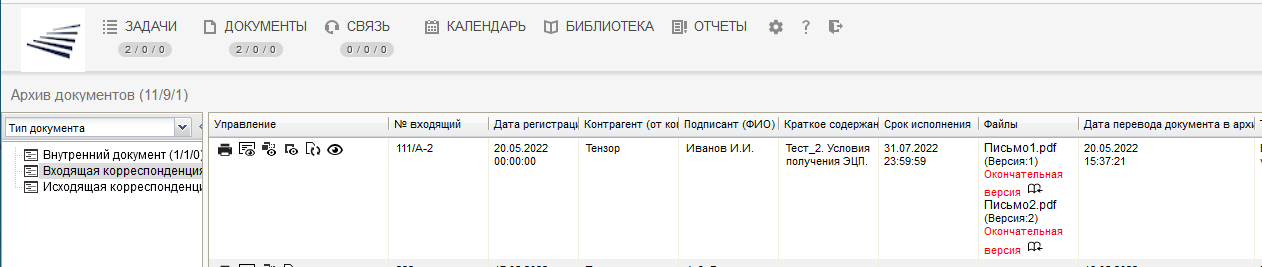 ЗАДАЧИ ДОКУМЕНТЫ СВЯЗЬ КАЛЕНДАРЬ БИБЛИОТЕКА ОТЧЕТЫ ?
2 / 0 / 0 2 / 0 / 0 0 / 0 / 0
Архив документов (11/9/1)
Тип документа
Внутренний документ (1/1/0
Входящая корреспонденция
Исходящая корреспонденци
Управление № входящий Дата регистраци Контрагент (от кого Подписант (ФИО) Краткое содержан Срок исполнения Файлы Дата перевода документа в архи
111/А-2 20.05.2022 Тензор Иванов И.И. Тест_2. Условия 31.07.2022 Письмо1.pdf 20.05.2022
00:00:00 получения ЭЦП. 23:59:59 (Версия:1) 15:37:21
Окончательная
версия
Письмо2.pdf
(Версия:2)
Окончательная
версия